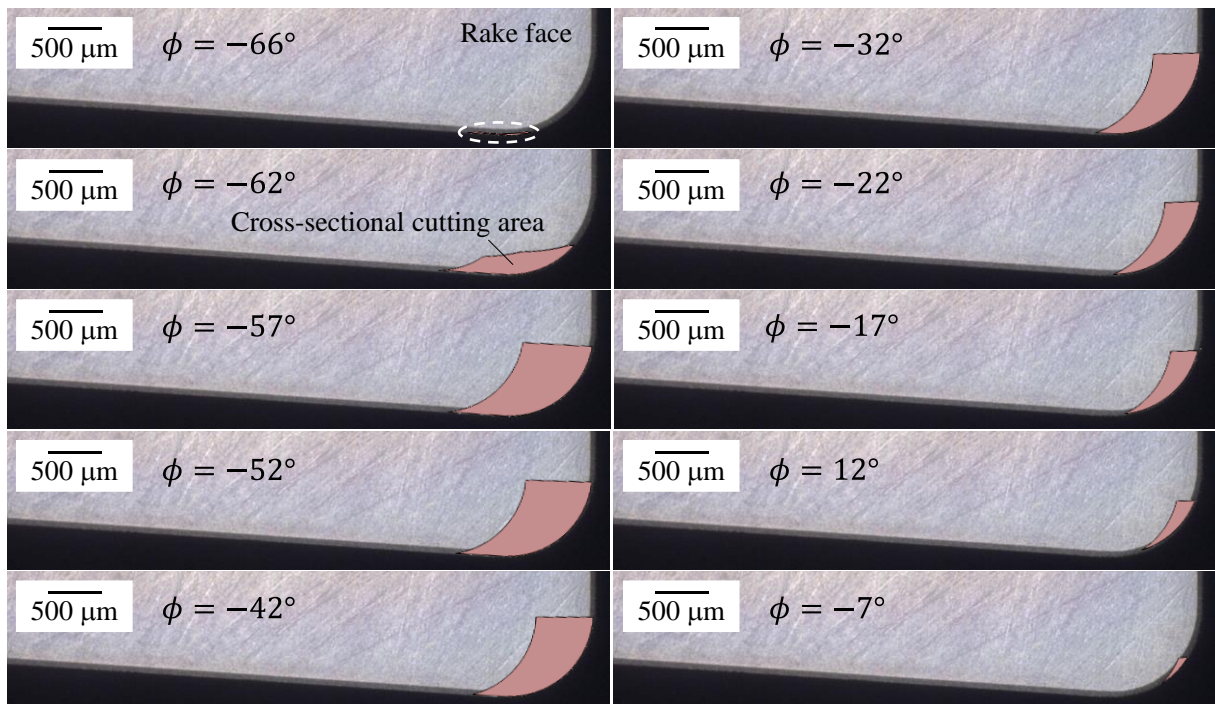 500 μm
ϕ = −66°
Rake face
500 μm
ϕ = −62°
Cross-sectional cutting area
500 μm
ϕ = −57°
500 μm
ϕ = −52°
500 μm
ϕ = −42°
500 μm
ϕ = −32°
500 μm
ϕ = −22°
500 μm
ϕ = −17°
500 μm
ϕ = 12°
500 μm
ϕ = −7°